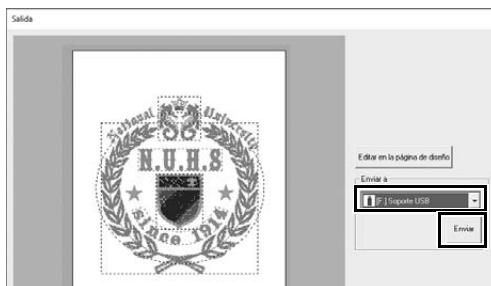 Salida
National University
N.U.H.S
since 1914
Editar en la página de diseño
Enviar a
[F:] Soporte USB
Enviar